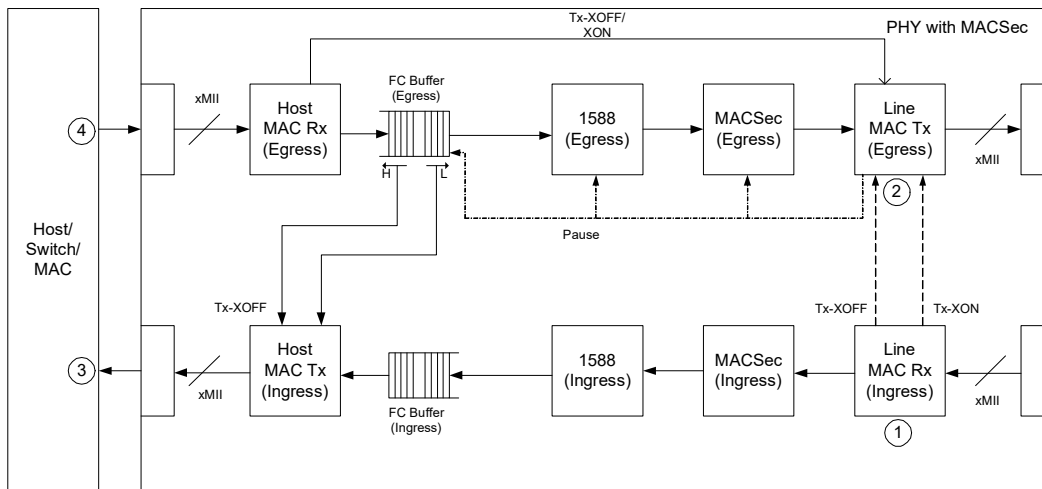 Tx-XOFF/
XON
PHY with MACSec
xMII
Host
MAC Rx
(Egress)
FC Buffer
(Egress)
1588
(Egress)
MACSec
(Egress)
Line
MAC Tx
(Egress)
xMII
4
H
L
2
Pause
Host/
Switch/
MAC
Tx-XOFF
Tx-XOFF
Tx-XON
3
xMII
Host
MAC Tx
(Ingress)
FC Buffer
(Ingress)
1588
(Ingress)
MACSec
(Ingress)
Line
MAC Rx
(Ingress)
xMII
1